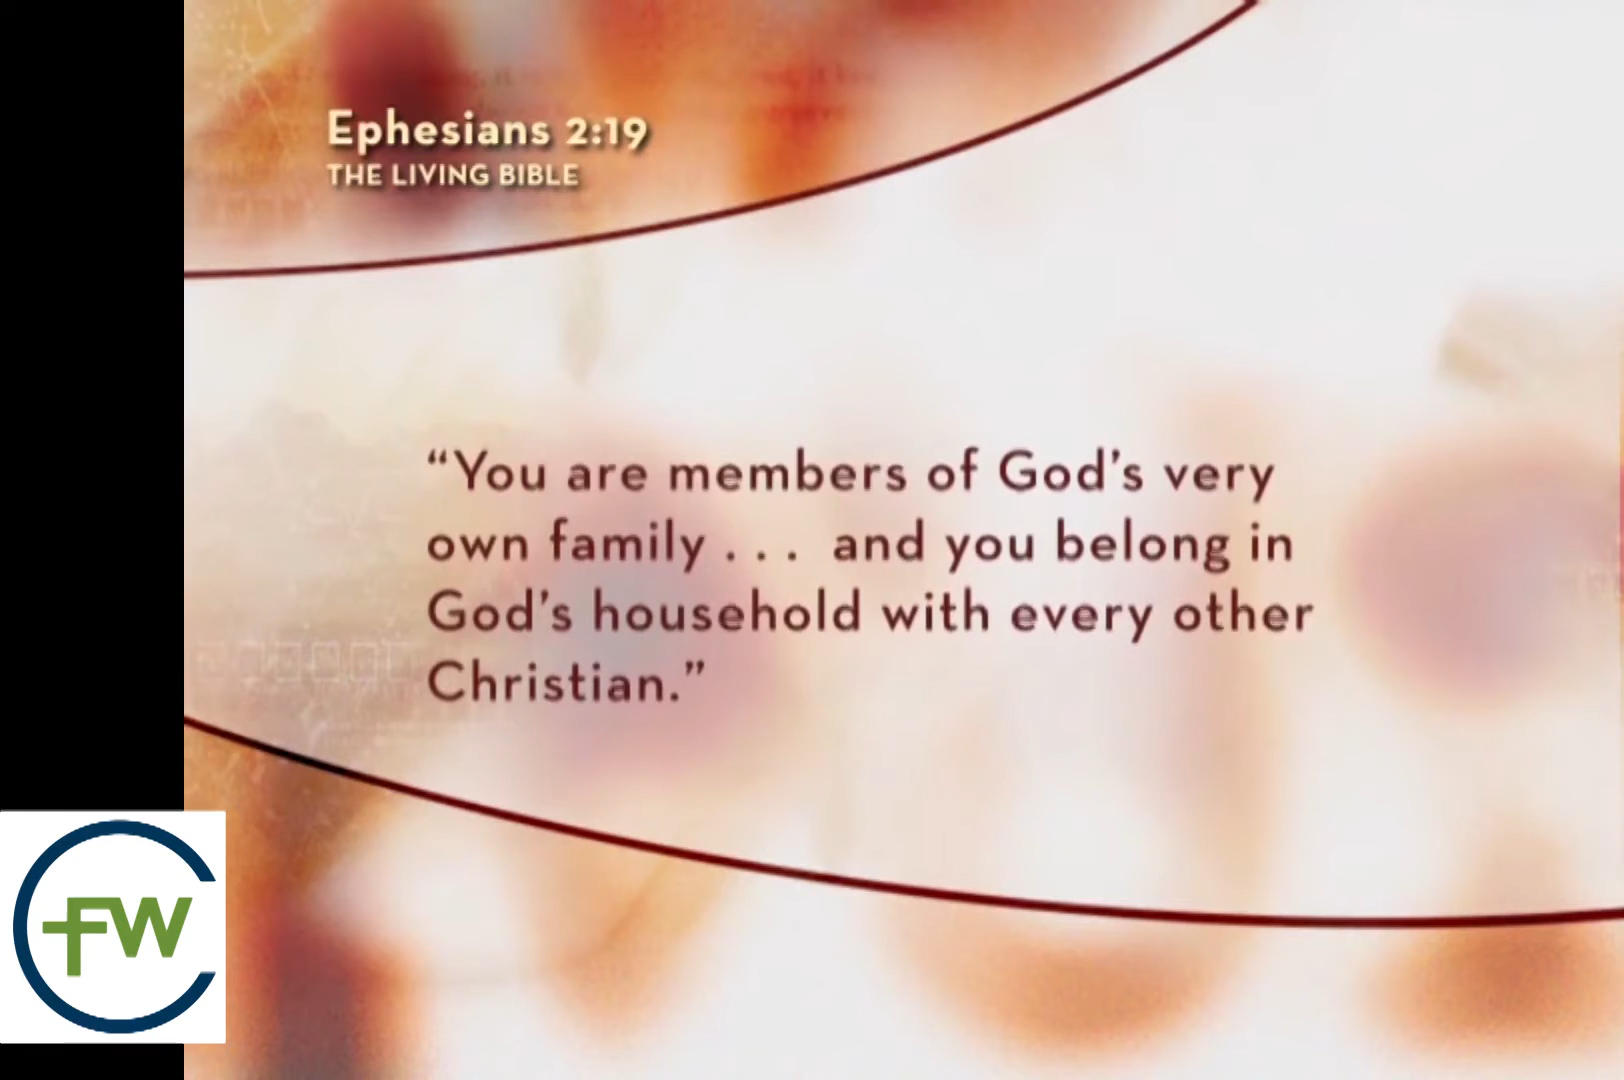 Ephesians 2:19
THE LIVING BIBLE
“You are members of God’s very
own family . . . and you belong in
God’s household with every other
Christian.”
FW